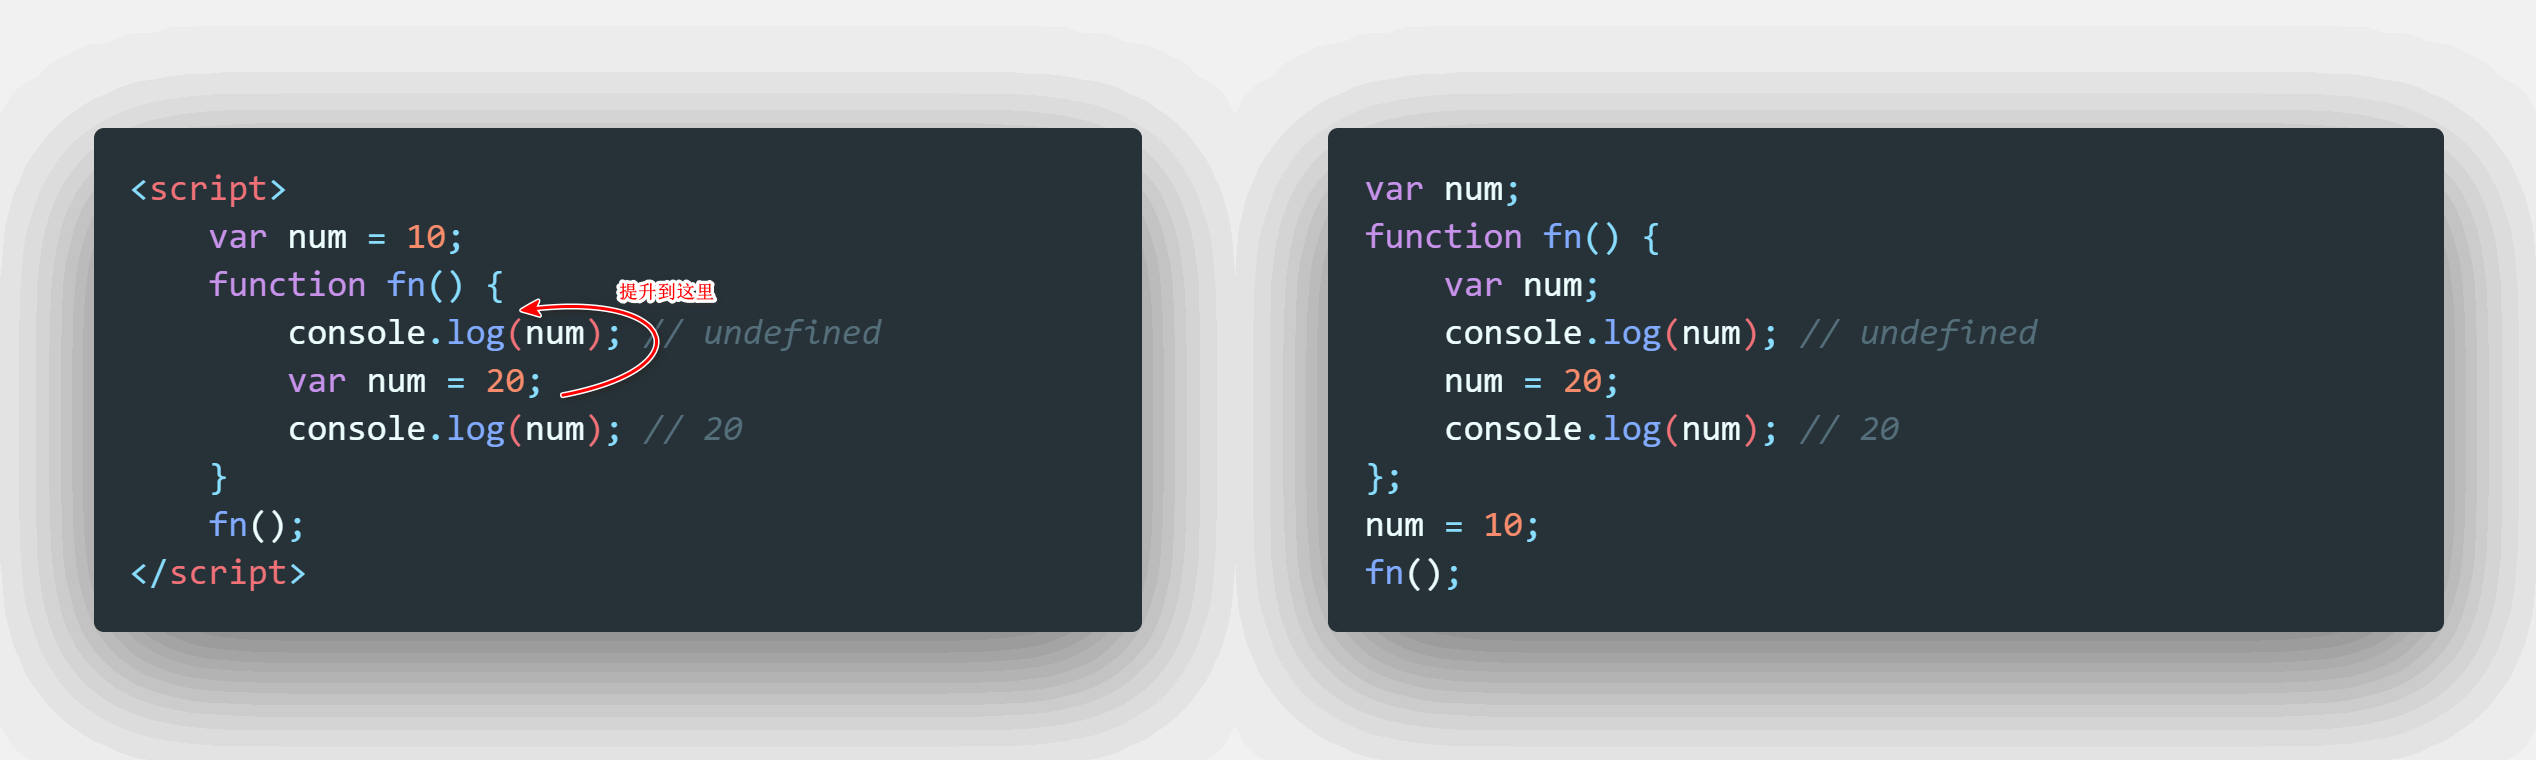 <script>
var num = 10;
function fn() {
提升到这里
console.log(num); // undefined
var num = 20;
console.log(num); // 20
}
fn();
</script>
var num;
function fn() {
var num;
console.log(num); // undefined
num = 20;
console.log(num); // 20
};
num = 10;
fn();